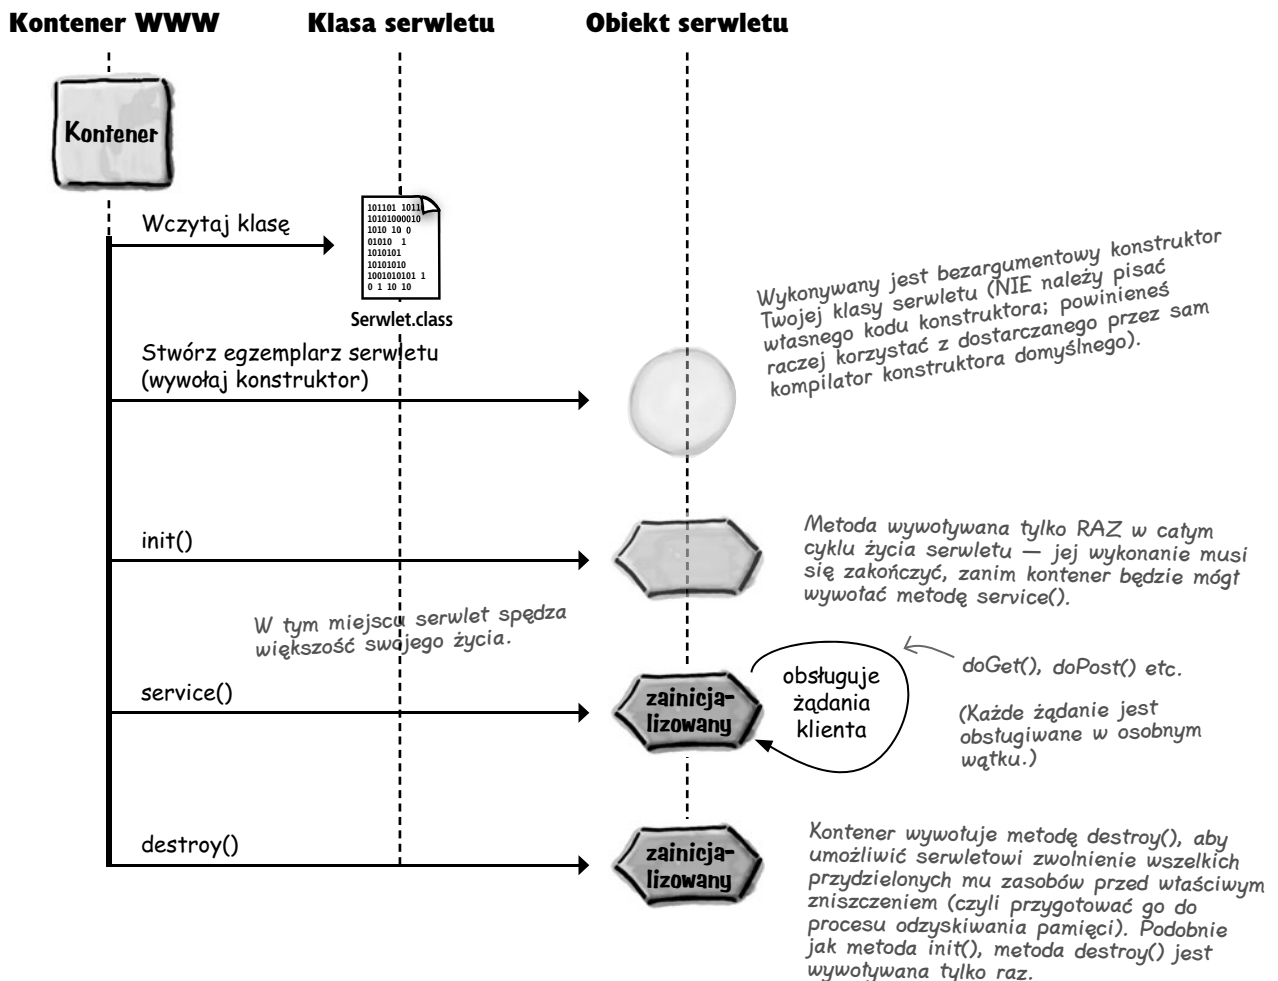 Kontener WWW
Klasa serwletu
Obiekt serwletu
Kontener
Wczytaj klasę
101101 1011
10101000010
1010 10 0
01010 1
1010101
10101010
1001010101 1
0 1 10 10
Serwlet.class
Wykonywany jest bezargumentowy konstruktor
Twojej klasy serwletu (NIE należy pisać
własnego kodu konstruktora; powinieneś
raczej korzystać z dostarczanego przez sam
kompilator konstruktora domyślnego).
Stwórz egzemplarz serwletu
(wywołaj konstruktor)
init()
Metoda wywoływana tylko RAZ w całym
cyklu życia serwletu — jej wykonanie musi
się zakończyć, zanim kontener będzie mógł
wywołać metodę service().
W tym miejscu serwlet spędza
większość swojego życia.
service()
zainicja-
lizowany
obsługuje
żądania
klienta
doGet(), doPost() etc.
(Każde żądanie jest
obsługiwane w osobnym
wątku.)
destroy()
zainicja-
lizowany
Kontener wywołuje metodę destroy(), aby
umożliwić serwletowi zwolnienie wszelkich
przydzielonych mu zasobów przed właściwym
zniszczeniem (czyli przygotować go do
procesu odzyskiwania pamięci). Podobnie
jak metoda init(), metoda destroy() jest
wywoływana tylko raz.